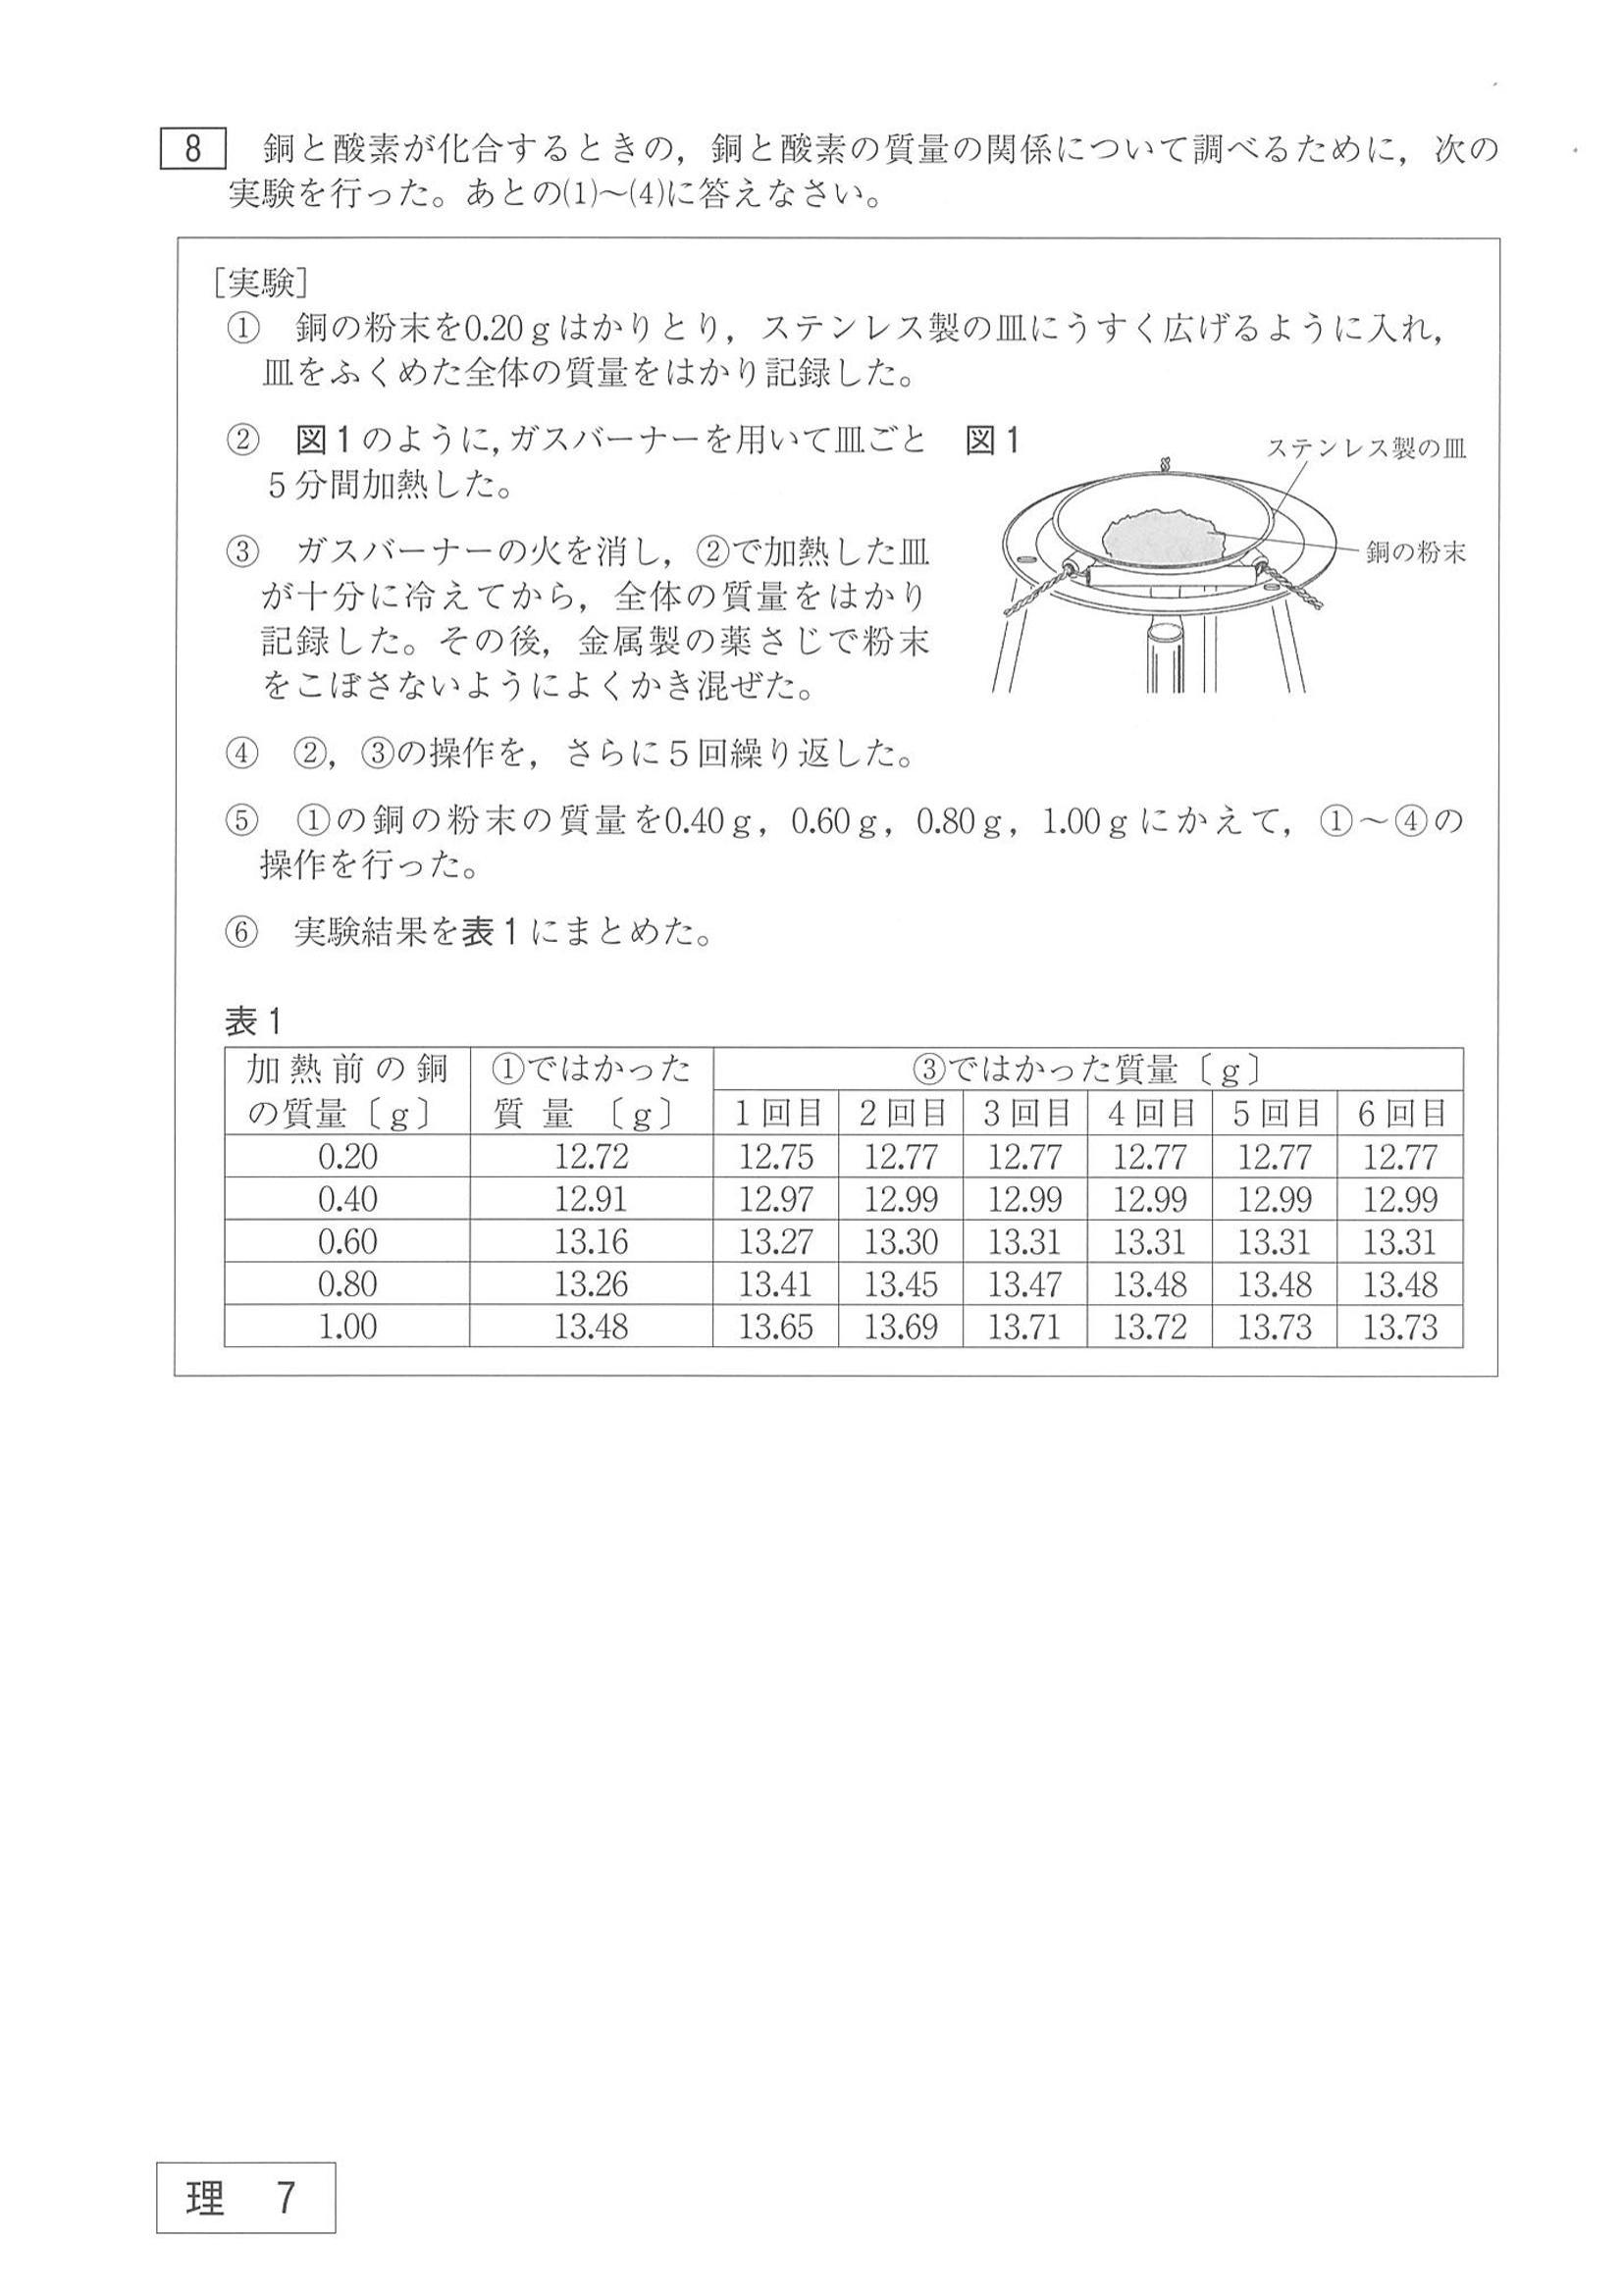 8　銅と酸素が化合するときの，銅と酸素の質量の関係について調べるために，次の
実験を行った。あとの(1)～(4)に答えなさい。
［実験］
①　銅の粉末を0.20ｇはかりとり，ステンレス製の皿にうすく広げるように入れ，
皿をふくめた全体の質量をはかり記録した。
②　図１のように，ガスバーナーを用いて皿ごと
５分間加熱した。
図１
ステンレス製の皿
銅の粉末
③　ガスバーナーの火を消し，②で加熱した皿
が十分に冷えてから，全体の質量をはかり
記録した。その後，金属製の薬さじで粉末
をこぼさないようによくかき混ぜた。
④　②，③の操作を，さらに５回繰り返した。
⑤　①の銅の粉末の質量を0.40ｇ，0.60ｇ，0.80ｇ，1.00ｇにかえて，①～④の
操作を行った。
⑥　実験結果を表１にまとめた。
表１
加熱前の銅の質量〔ｇ〕　①ではかった質量〔ｇ〕　③ではかった質量〔ｇ〕
１回目　２回目　３回目　４回目　５回目　６回目
0.20　12.72　12.75　12.77　12.77　12.77　12.77　12.77
0.40　12.91　12.97　12.99　12.99　12.99　12.99　12.99
0.60　13.16　13.27　13.30　13.31　13.31　13.31　13.31
0.80　13.26　13.41　13.45　13.47　13.48　13.48　13.48
1.00　13.48　13.65　13.69　13.71　13.72　13.73　13.73
理　7